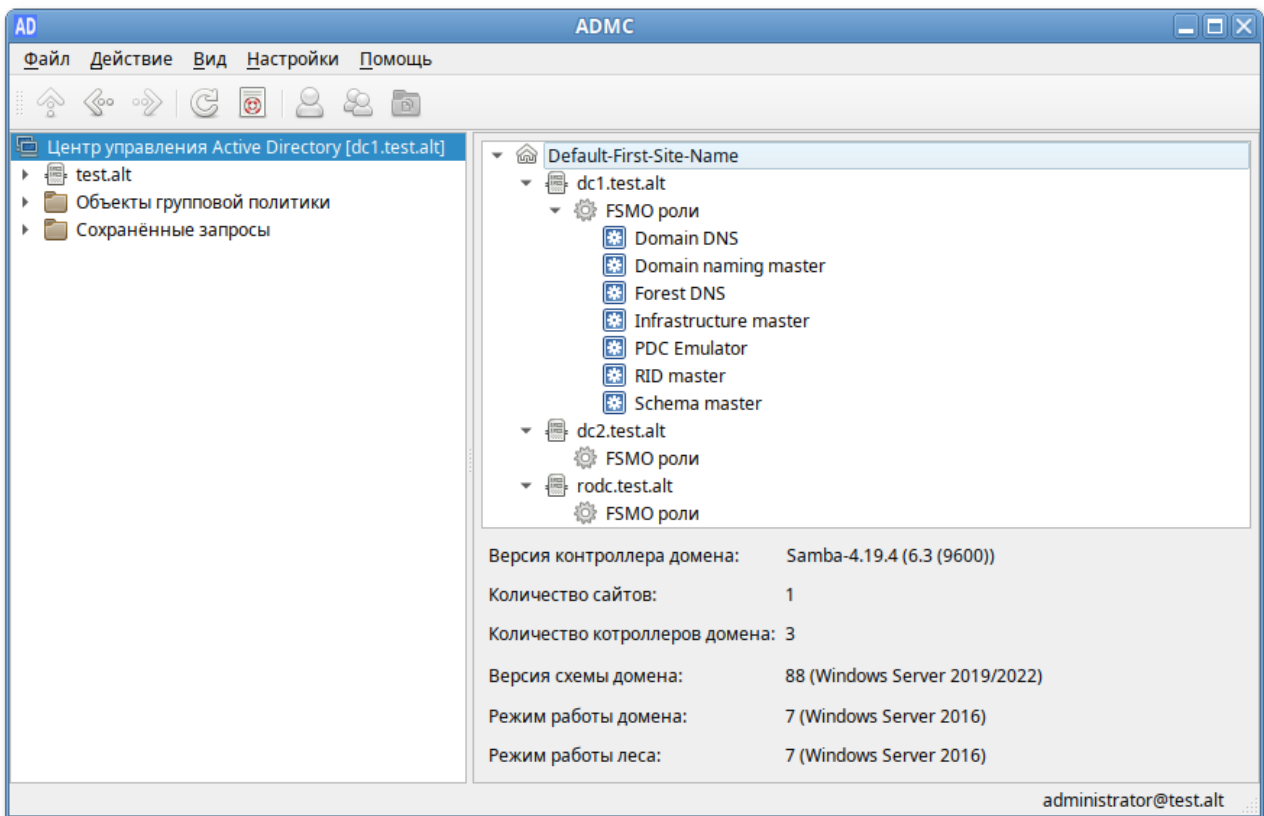 AD ADMC
Файл Действие Вид Настройки Помощь
Центр управления Active Directory [dc1.test.alt]
test.alt
Объекты групповой политики
Сохранённые запросы
Default-First-Site-Name
dc1.test.alt
FSMO роли
Domain DNS
Domain naming master
Forest DNS
Infrastructure master
PDC Emulator
RID master
Schema master
dc2.test.alt
FSMO роли
rodc.test.alt
FSMO роли
Версия контроллера домена: Samba-4.19.4 (6.3 (9600))
Количество сайтов: 1
Количество котроллеров домена: 3
Версия схемы домена: 88 (Windows Server 2019/2022)
Режим работы домена: 7 (Windows Server 2016)
Режим работы леса: 7 (Windows Server 2016)
administrator@test.alt